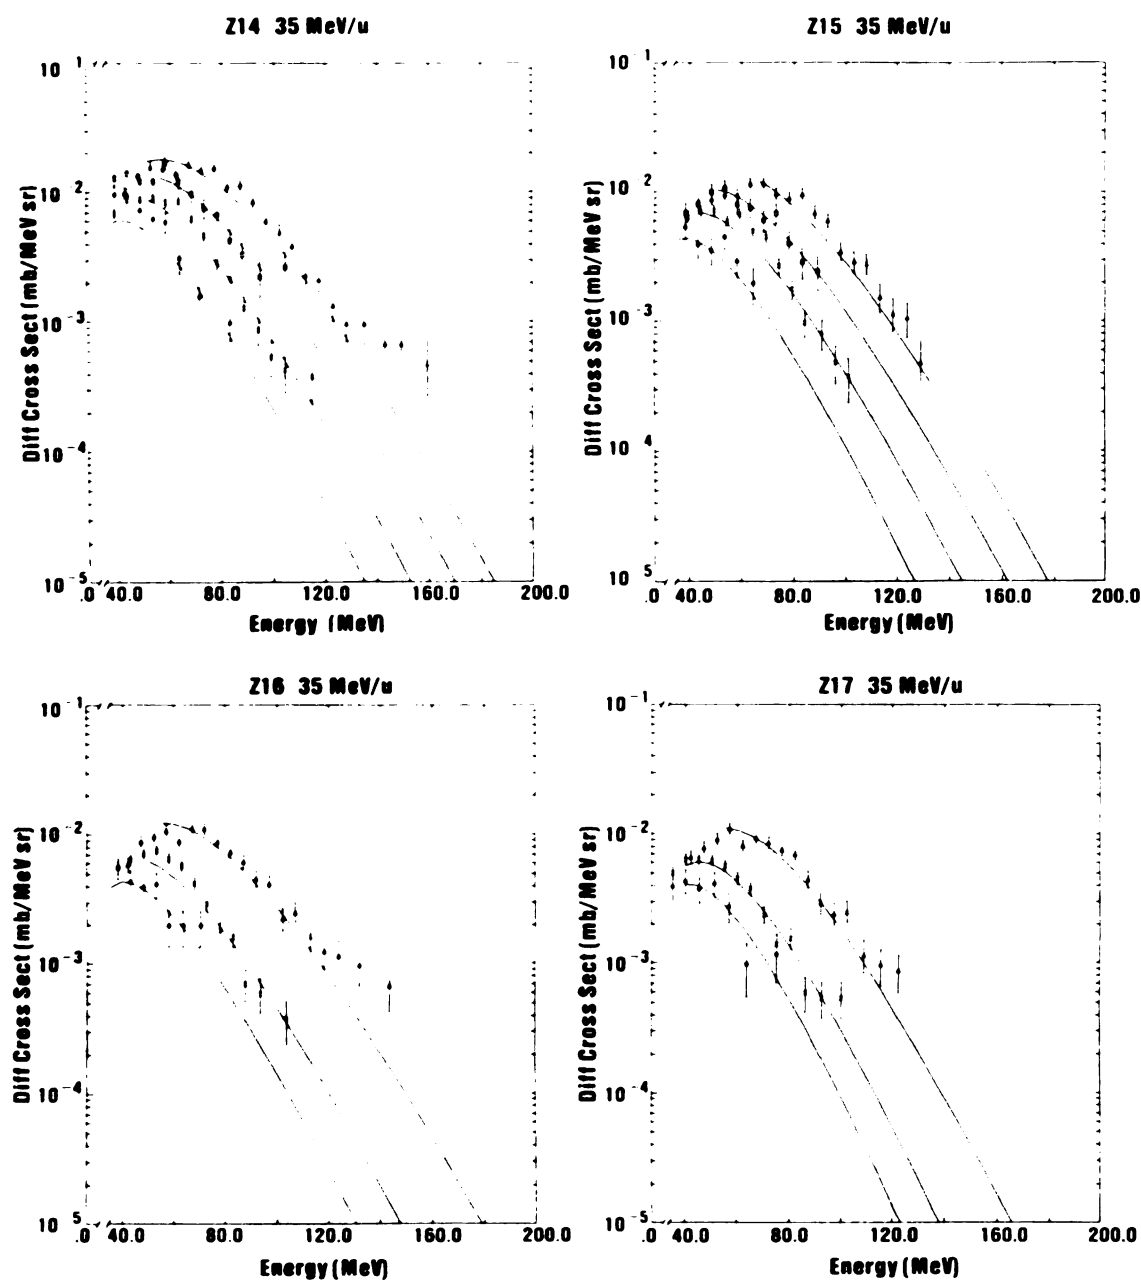 Z14 35 MeV/u
Z15 35 MeV/u
10⁻¹
10⁻²
10⁻³
10⁻⁴
10⁻⁵
Diff Cross Sect (mb/MeV sr)
.0 40.0 80.0 120.0 160.0 200.0
Energy (MeV)
10⁻¹
10⁻²
10⁻³
10⁻⁴
10⁻⁵
Diff Cross Sect (mb/MeV sr)
.0 40.0 80.0 120.0 160.0 200.0
Energy (MeV)
Z16 35 MeV/u
Z17 35 MeV/u
10⁻¹
10⁻²
10⁻³
10⁻⁴
10⁻⁵
Diff Cross Sect (mb/MeV sr)
.0 40.0 80.0 120.0 160.0 200.0
Energy (MeV)
10⁻¹
10⁻²
10⁻³
10⁻⁴
10⁻⁵
Diff Cross Sect (mb/MeV sr)
.0 40.0 80.0 120.0 160.0 200.0
Energy (MeV)